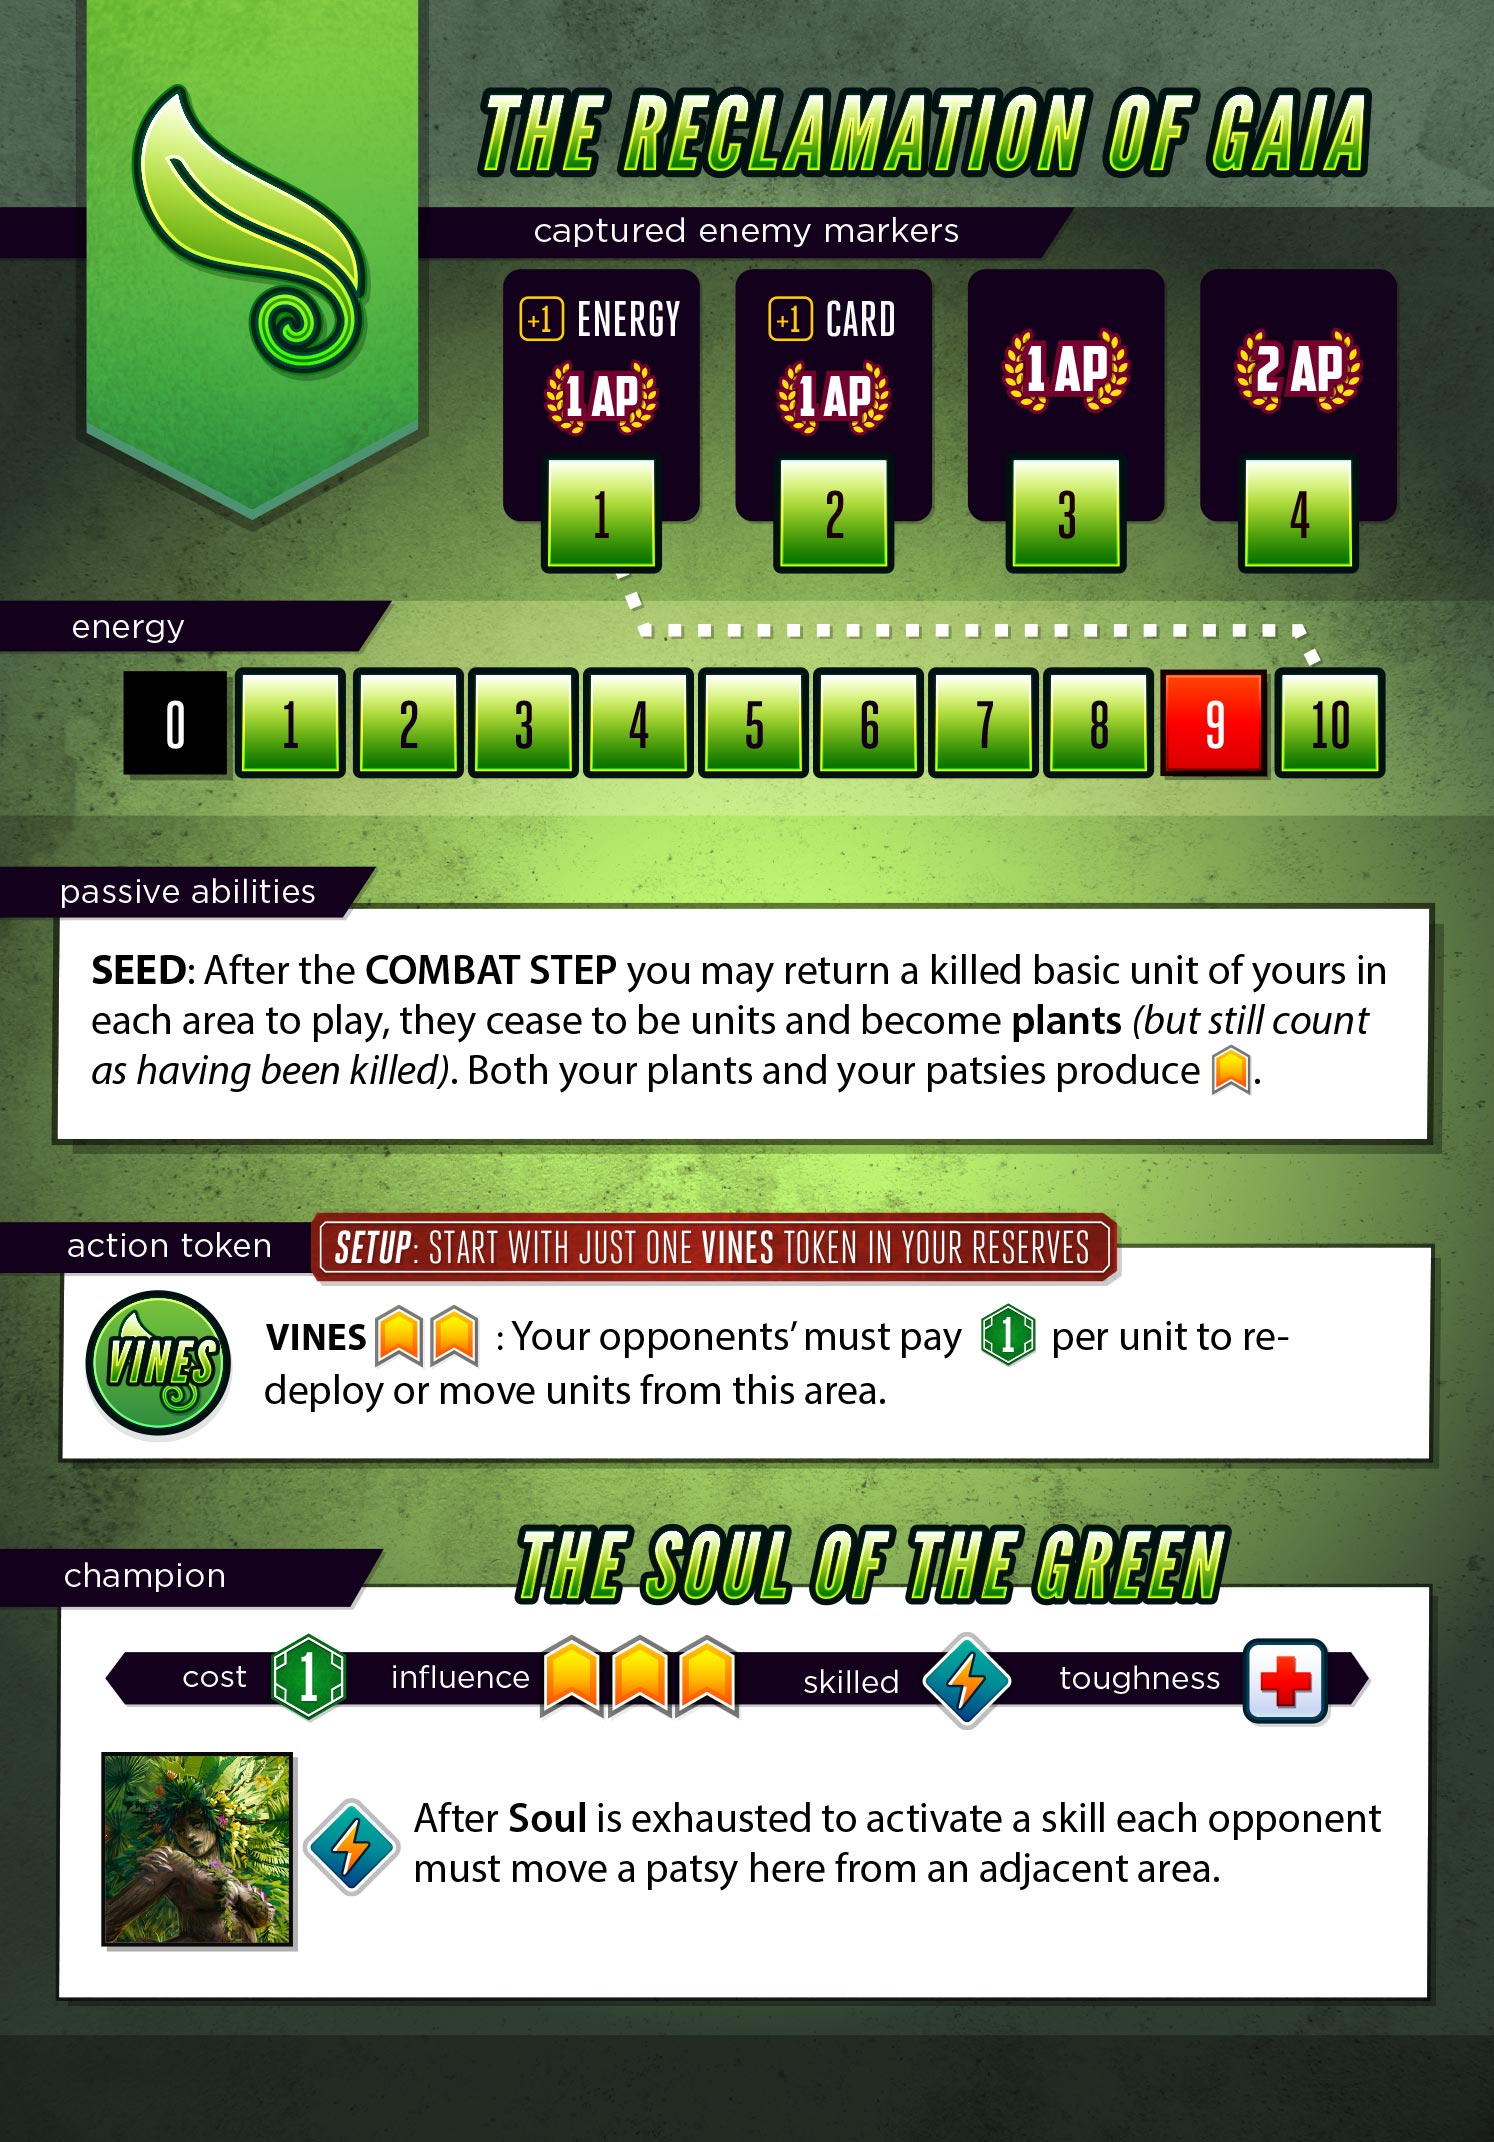 THE RECLAMATION OF GAIA
captured enemy markers
+1 ENERGY
1 AP
1
+1 CARD
1 AP
2
1 AP
3
2 AP
4
energy
0 1 2 3 4 5 6 7 8 9 10
passive abilities
SEED: After the COMBAT STEP you may return a killed basic unit of yours in
each area to play, they cease to be units and become plants (but still count
as having been killed). Both your plants and your patsies produce .
action token
SETUP: START WITH JUST ONE VINES TOKEN IN YOUR RESERVES
VINES
VINES : Your opponents’ must pay 1 per unit to re-
deploy or move units from this area.
THE SOUL OF THE GREEN
champion
cost 1 influence skilled toughness
After Soul is exhausted to activate a skill each opponent
must move a patsy here from an adjacent area.